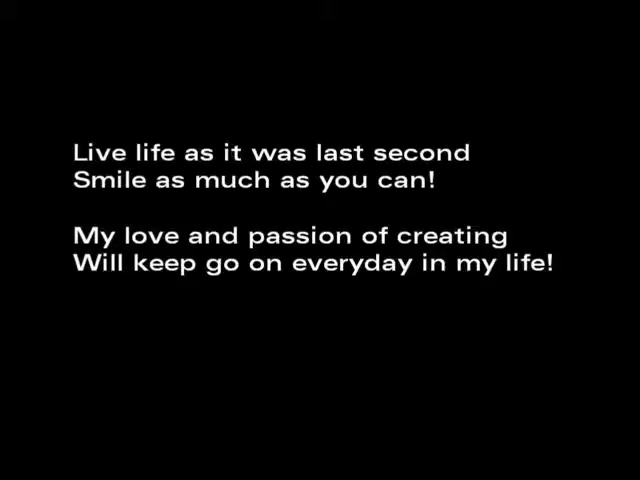 Live life as it was last second
Smile as much as you can!
My love and passion of creating
Will keep go on everyday in my life!